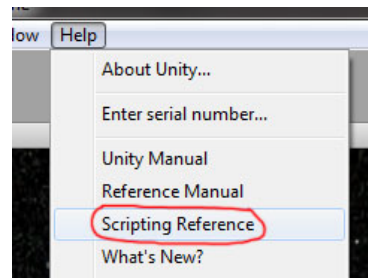 Help
About Unity...
Enter serial number...
Unity Manual
Reference Manual
Scripting Reference
What's New?